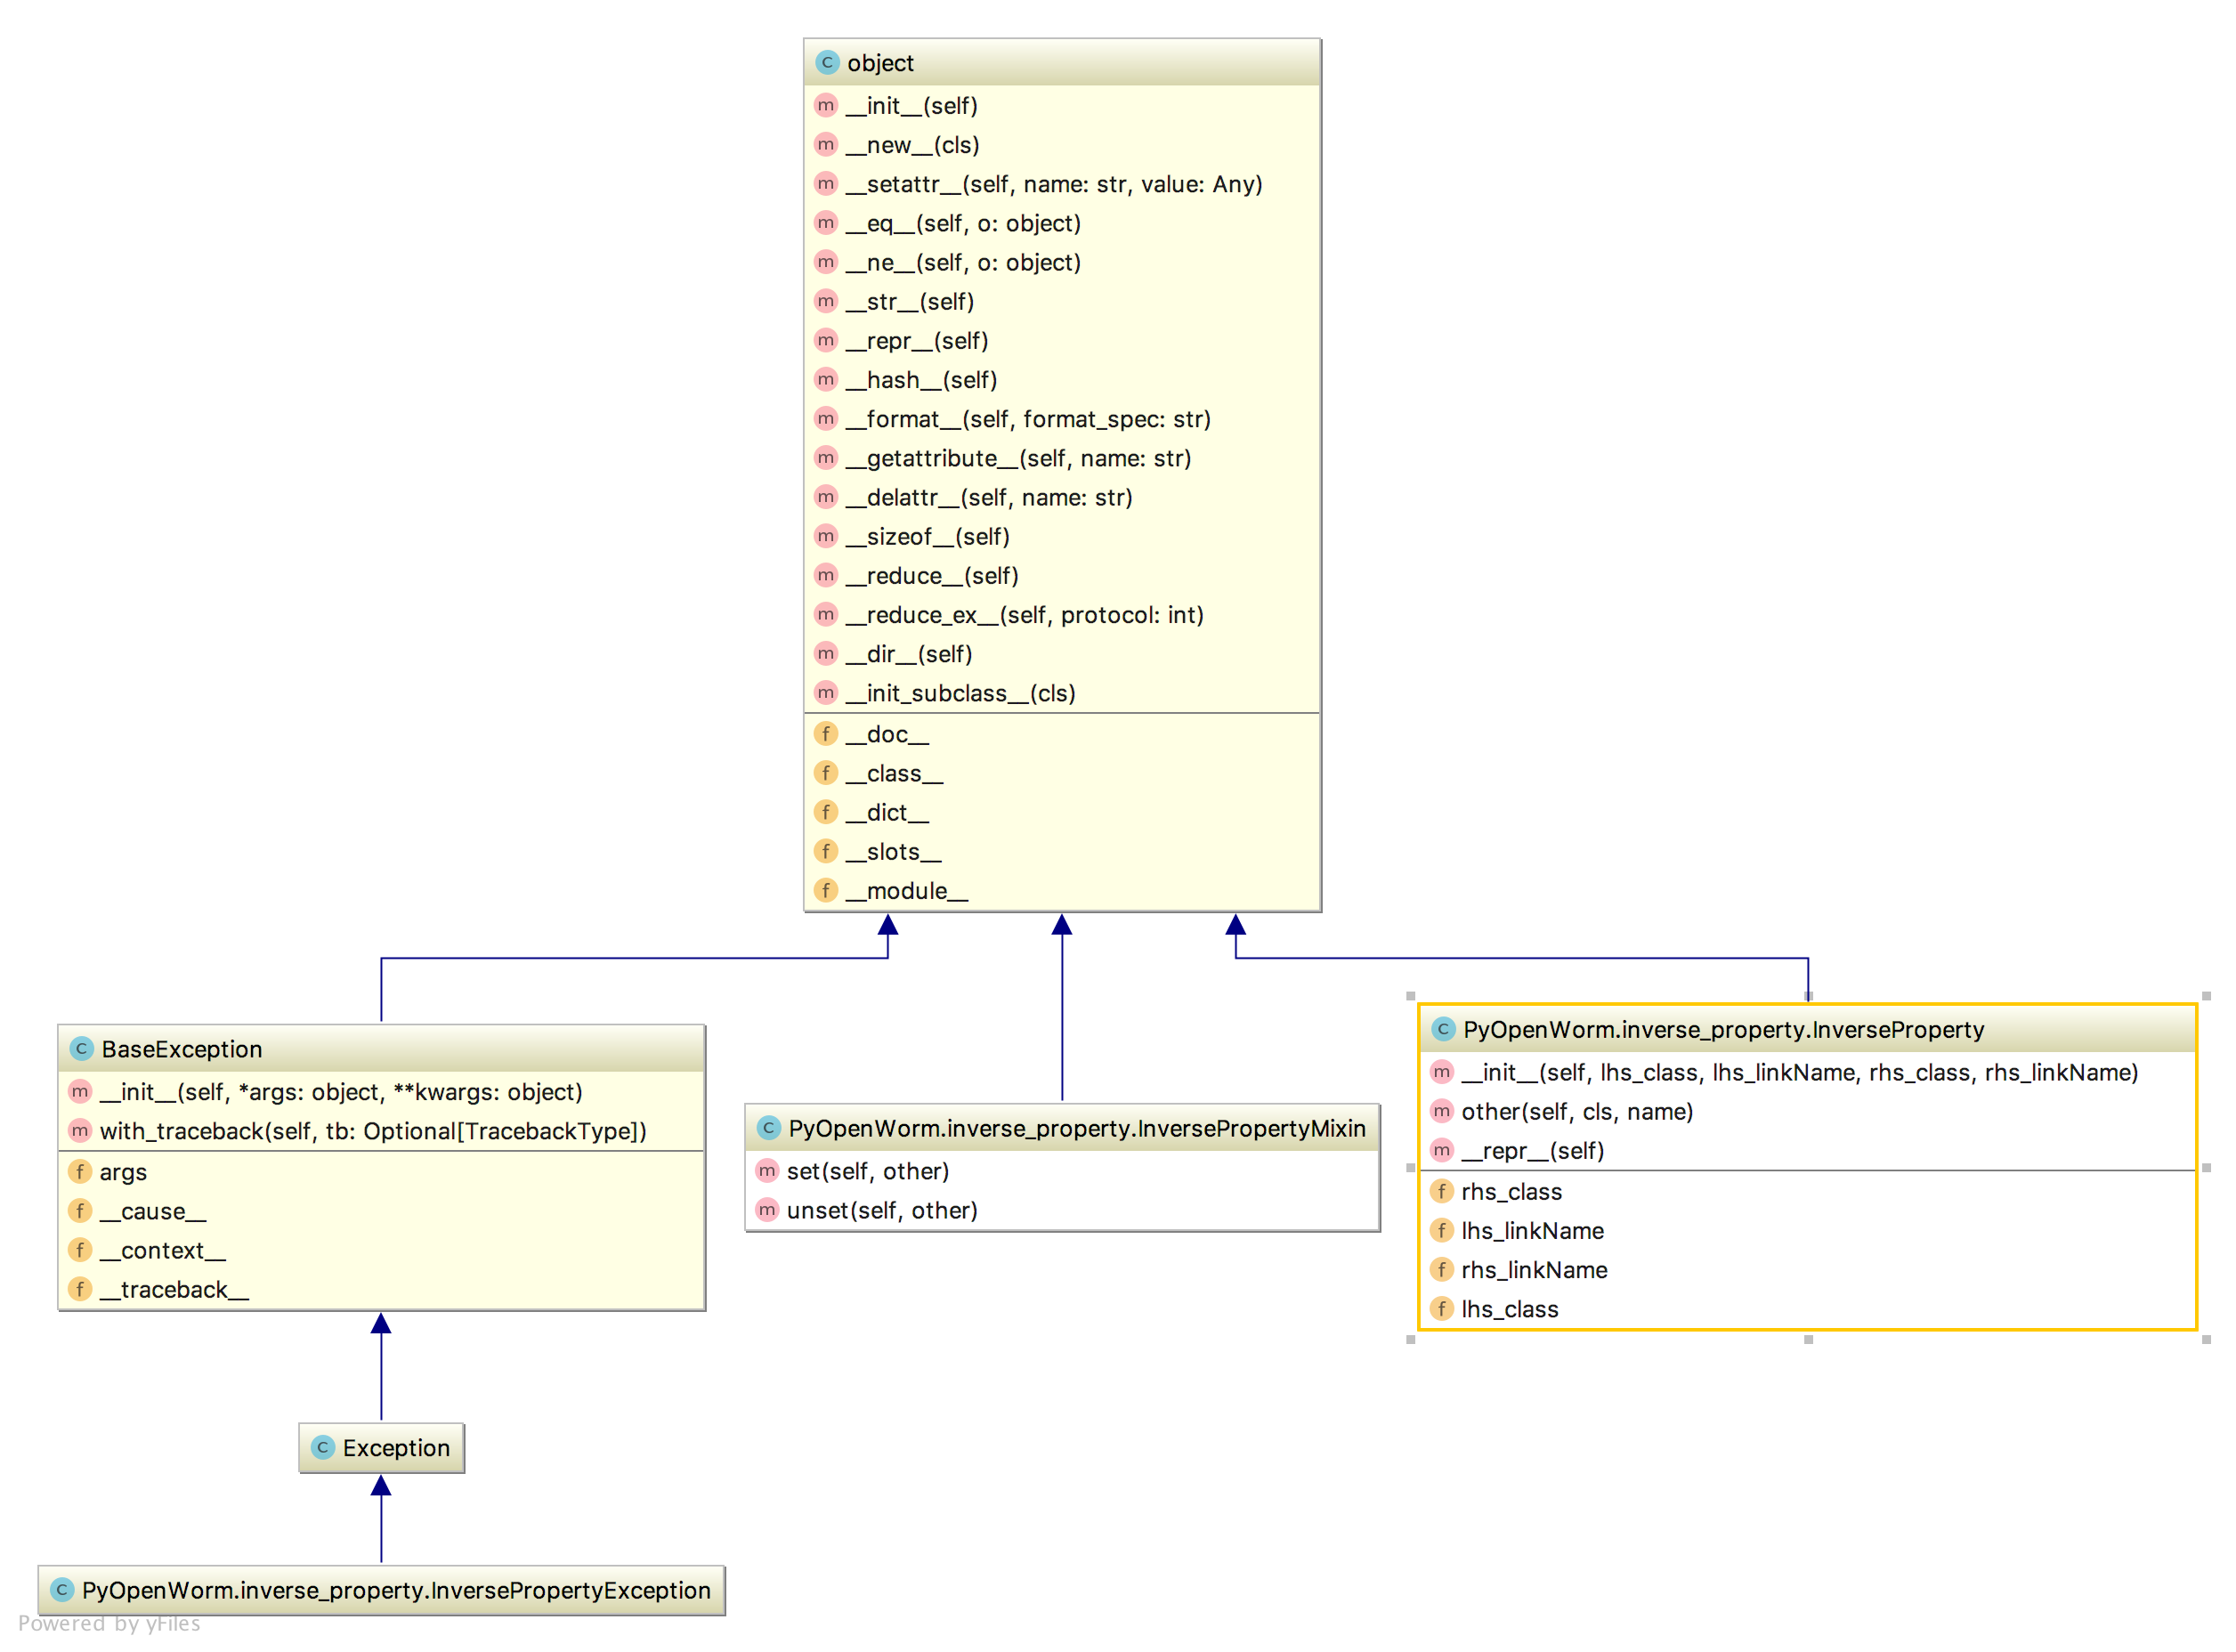 C object
m __init__(self)
m __new__(cls)
m __setattr__(self, name: str, value: Any)
m __eq__(self, o: object)
m __ne__(self, o: object)
m __str__(self)
m __repr__(self)
m __hash__(self)
m __format__(self, format_spec: str)
m __getattribute__(self, name: str)
m __delattr__(self, name: str)
m __sizeof__(self)
m __reduce__(self)
m __reduce_ex__(self, protocol: int)
m __dir__(self)
m __init_subclass__(cls)
f __doc__
f __class__
f __dict__
f __slots__
f __module__
C BaseException
m __init__(self, *args: object, **kwargs: object)
m with_traceback(self, tb: Optional[TracebackType])
f args
f __cause__
f __context__
f __traceback__
C PyOpenWorm.inverse_property.InversePropertyMixin
m set(self, other)
m unset(self, other)
C PyOpenWorm.inverse_property.InverseProperty
m __init__(self, lhs_class, lhs_linkName, rhs_class, rhs_linkName)
m other(self, cls, name)
m __repr__(self)
f rhs_class
f lhs_linkName
f rhs_linkName
f lhs_class
C Exception
C PyOpenWorm.inverse_property.InversePropertyException
Powered by yFiles